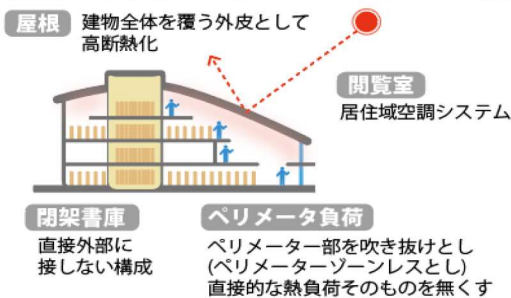 屋根
建物全体を覆う外皮として
高断熱化
閲覧室
居住域空調システム
閉架書庫
直接外部に
接しない構成
ペリメータ負荷
ペリメーター部を吹き抜けとし
(ペリメーターゾーンレスとし)
直接的な熱負荷そのものを無くす